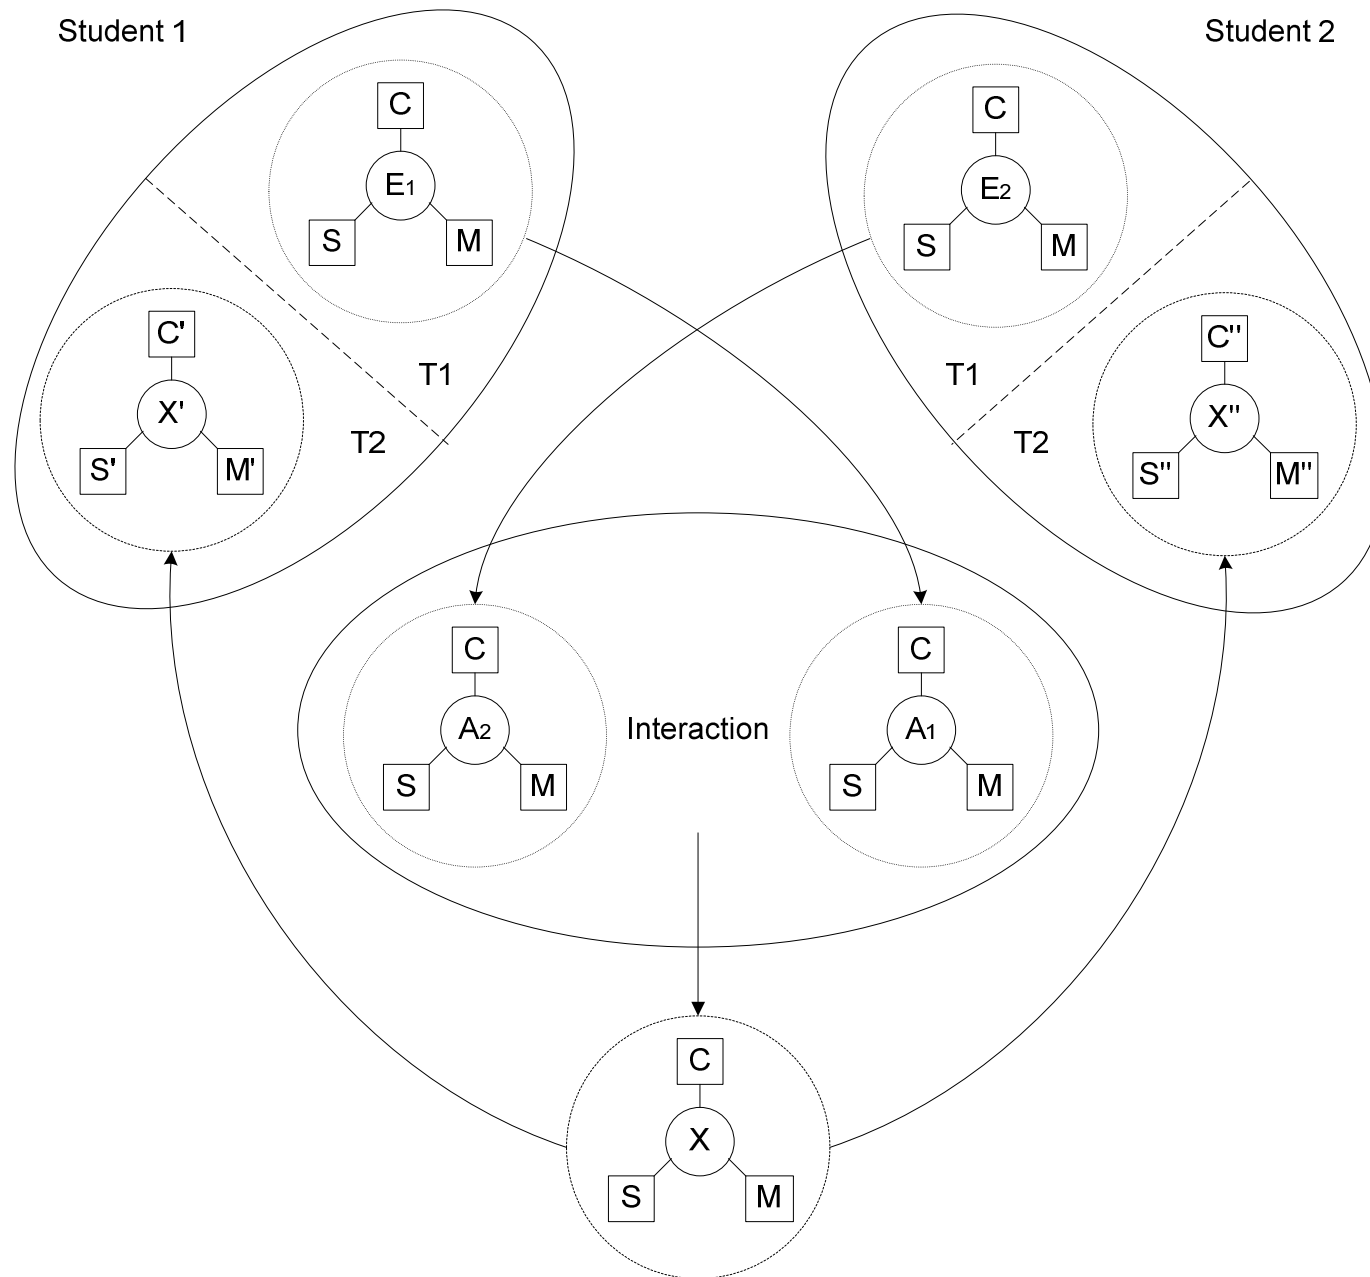 Student 1
Student 2
C
E1
S
M
T1
C'
X'
S'
M'
T2
C
E2
S
M
T1
C''
X''
S''
M''
T2
C
A2
S
M
Interaction
C
A1
S
M
C
X
S
M